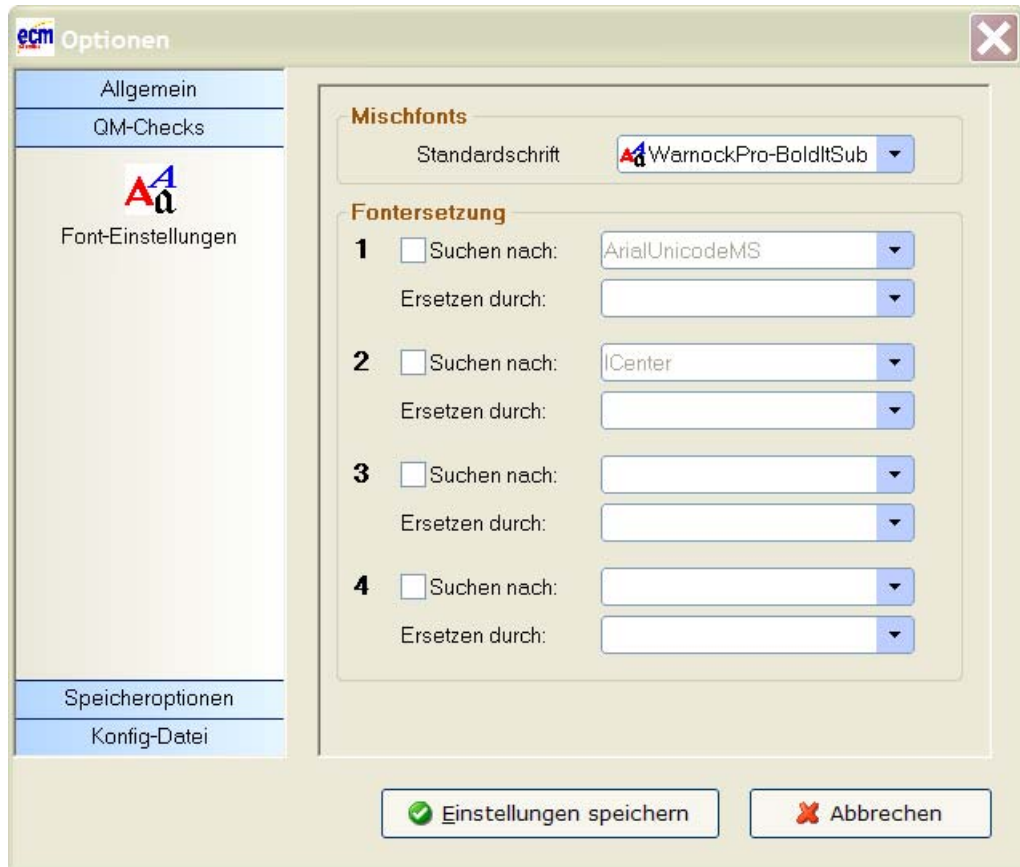 ecm Optionen
Allgemein
QM-Checks
Font-Einstellungen
Speicheroptionen
Konfig-Datei
Mischfonts
Standardschrift WarnockPro-BoldItSub
Fontersetzung
1 Suchen nach: ArialUnicodeMS
Ersetzen durch:
2 Suchen nach: ICenter
Ersetzen durch:
3 Suchen nach:
Ersetzen durch:
4 Suchen nach:
Ersetzen durch:
Einstellungen speichern Abbrechen